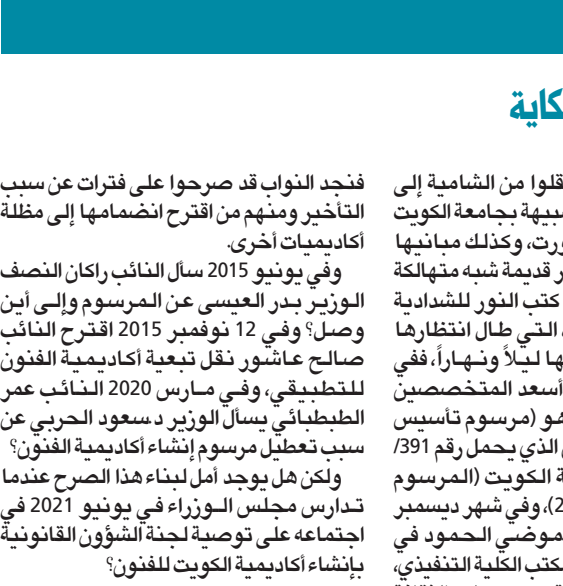 كاية
قلوا من الشامية إلى
سبيهة بجامعة الكويت
ورت، وكذلك مبانيها
ر قديمة شبه متهالكة
كتب النور للشدادية
، التي طال انتظارها
ها ليلاً ونهاراً، ففي
أسعد المتخصصين
هو (مرسوم تأسيس
الذي يحمل رقم 391/
ة الكويت (المرسوم
2)، وفي شهر ديسمبر
موضي الحمود في
كتب الكلية التنفيذي،
فنجد النواب قد صرحوا على فترات عن سبب
التأخير ومنهم من اقترح انضمامها إلى مظلة
أكاديميات أخرى.
وفي يونيو 2015 سأل النائب راكان النصف
الوزير بدر العيسى عن المرسوم وإلى أين
وصل؟ وفي 12 نوفمبر 2015 اقترح النائب
صالح عاشور نقل تبعية أكاديمية الفنون
للتطبيقي، وفي مارس 2020 النائب عمر
الطبطبائي يسأل الوزير د.سعود الحربي عن
سبب تعطيل مرسوم إنشاء أكاديمية الفنون؟
ولكن هل يوجد أمل لبناء هذا الصرح عندما
تدارس مجلس الوزراء في يونيو 2021 في
اجتماعه على توصية لجنة الشؤون القانونية
بإنشاء أكاديمية الكويت للفنون؟